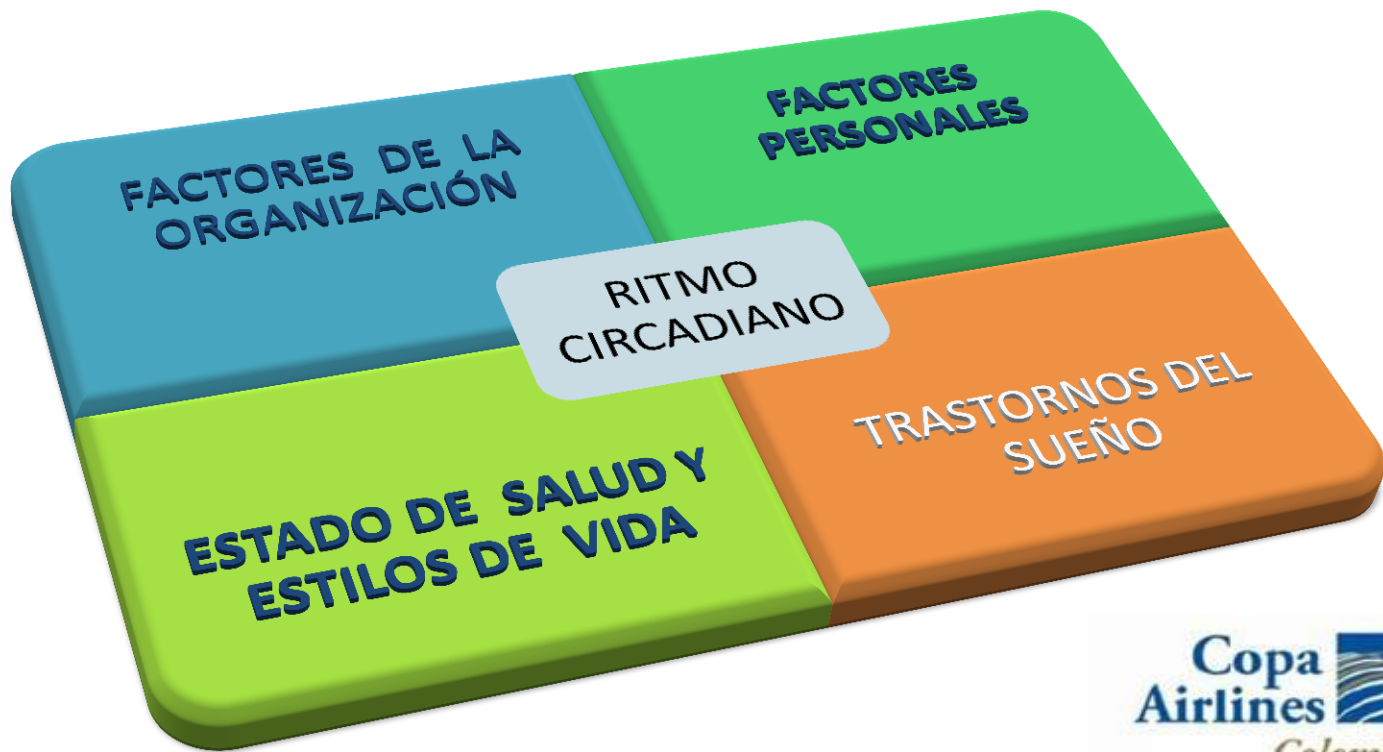 FACTORES DE LA
ORGANIZACIÓN
FACTORES
PERSONALES
RITMO
CIRCADIANO
ESTADO DE SALUD Y
ESTILOS DE VIDA
TRASTORNOS DEL
SUEÑO
Copa
Airlines